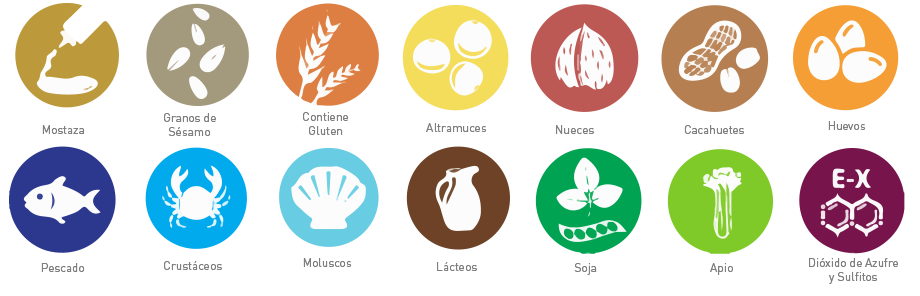 Mostaza
Granos de
Sésamo
Contiene
Gluten
Altramuces
Nueces
Cacahuetes
Huevos
E-X
Pescado
Crustáceos
Moluscos
Lácteos
Soja
Apio
Dióxido de Azufre
y Sulfitos